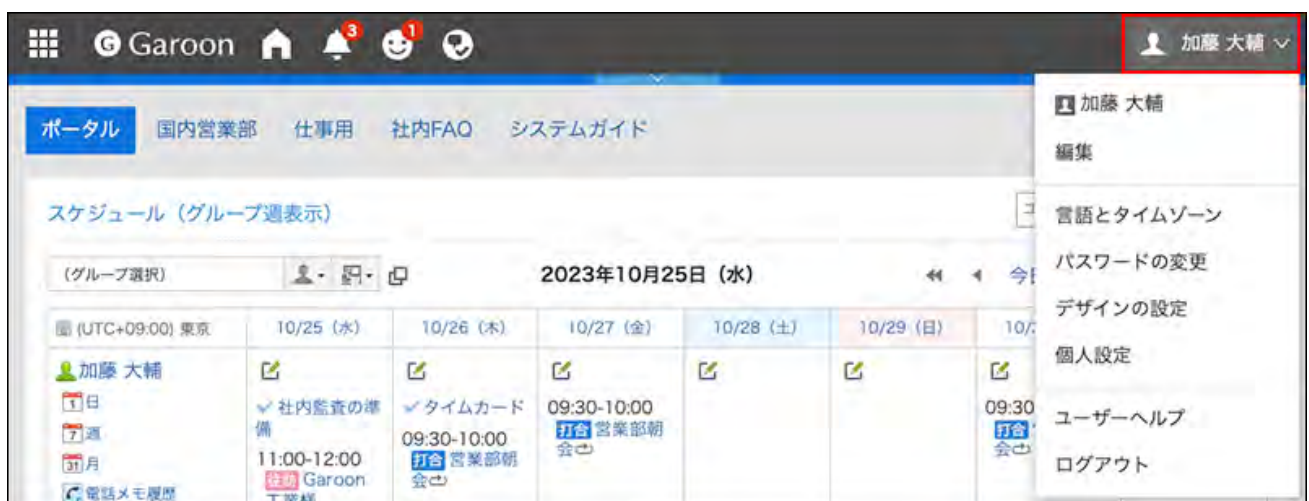 Garoon 3 1 加藤 大輔
加藤 大輔
編集
言語とタイムゾーン
パスワードの変更
デザインの設定
個人設定
ユーザーヘルプ
ログアウト
ポータル 国内営業部 仕事用 社内FAQ システムガイド
スケジュール（グループ週表示）
（グループ選択） 2023年10月25日（水）
(UTC+09:00) 東京 10/25（水） 10/26（木） 10/27（金） 10/28（土） 10/29（日）
加藤 大輔
1 日
7 週
31 月
電話メモ履歴
社内監査の準
備
11:00-12:00
往訪 Garoon
工業様
タイムカード
09:30-10:00
打合 営業部朝
会
09:30-10:00
打合 営業部朝
会
09:30
打合
会